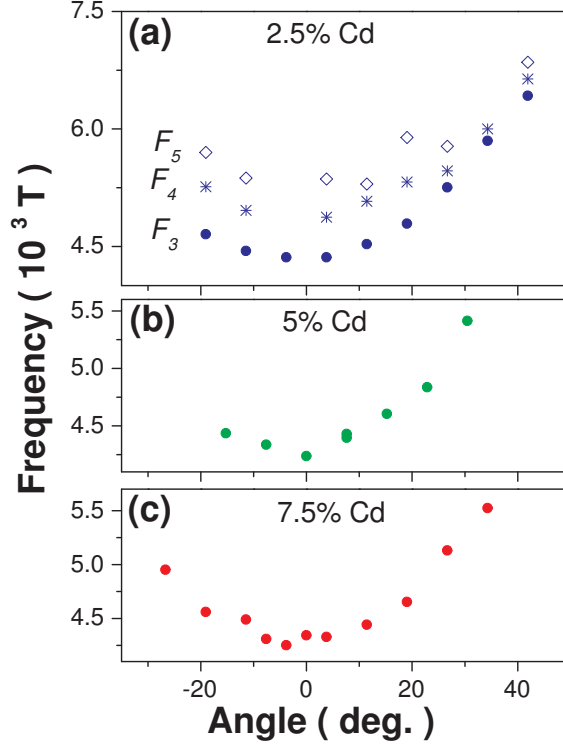 (a) 2.5% Cd
7.5
6.0
4.5
F5
F4
F3
Frequency ( 10 3 T )
(b) 5% Cd
5.5
5.0
4.5
(c) 7.5% Cd
5.5
5.0
4.5
-20 0 20 40
Angle ( deg. )